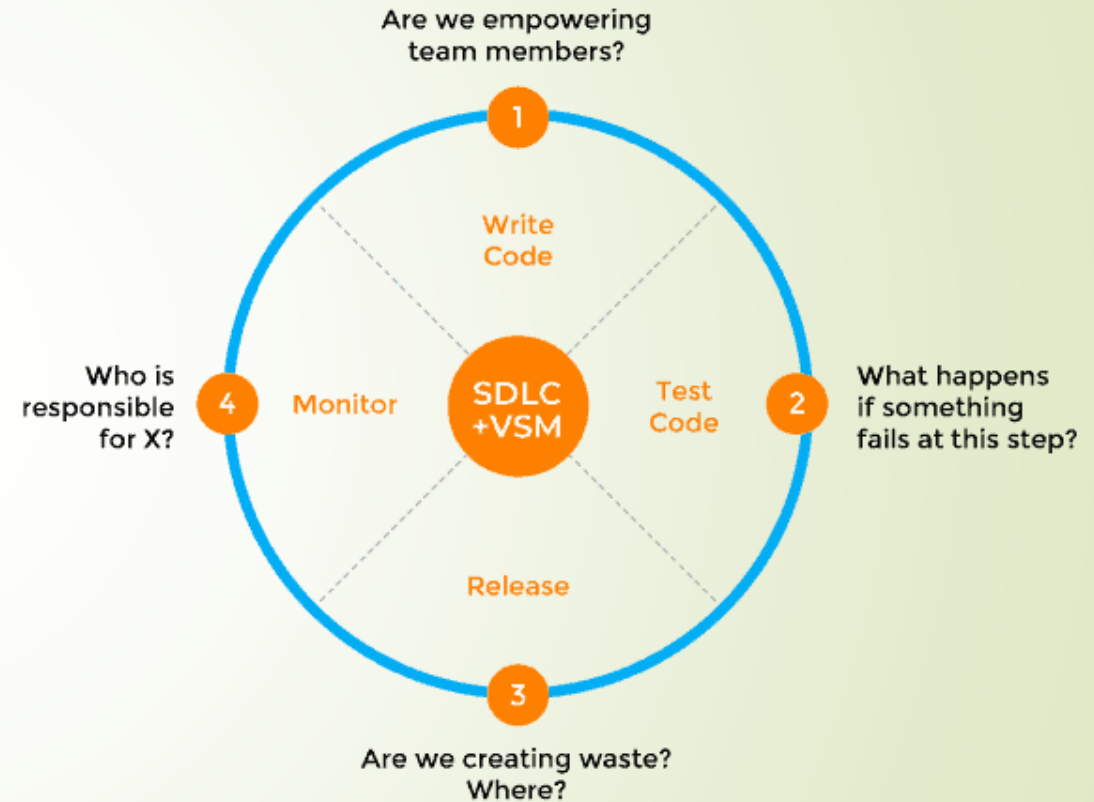 Are we empowering
team members?
1
Write
Code
Who is
responsible
for X?
4
Monitor
SDLC
+VSM
Test
Code
2
What happens
if something
fails at this step?
Release
3
Are we creating waste?
Where?